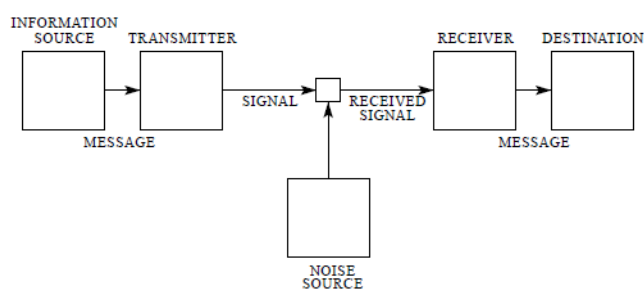 INFORMATION
SOURCE
TRANSMITTER
RECEIVER
DESTINATION
SIGNAL
RECEIVED
SIGNAL
MESSAGE
MESSAGE
NOISE
SOURCE